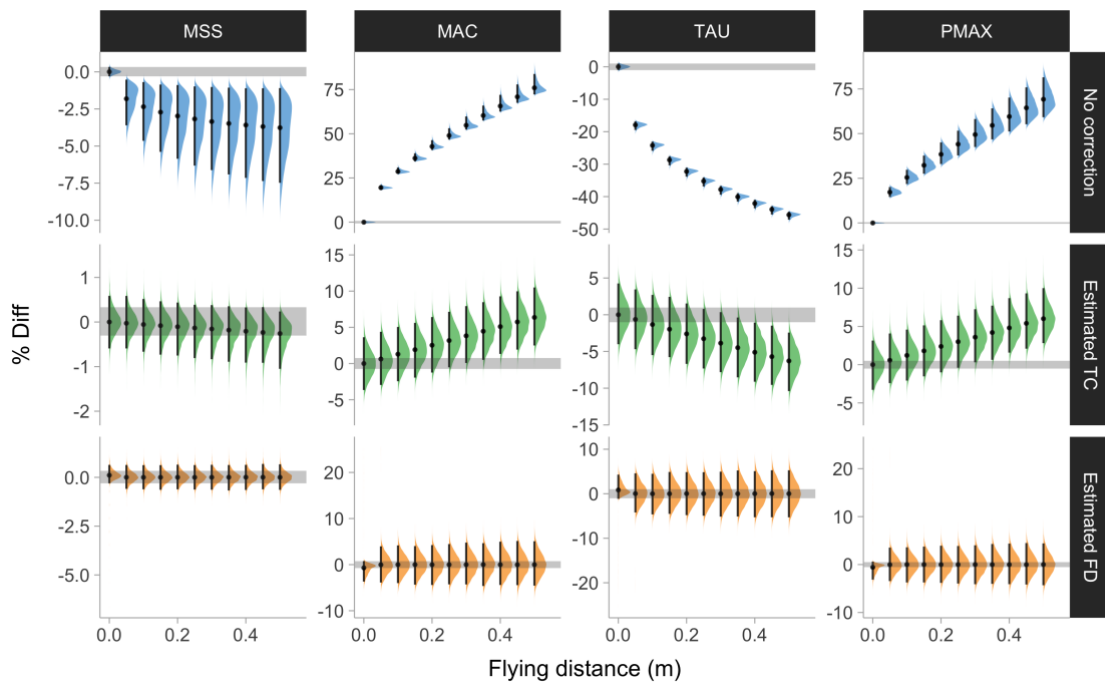 MSS MAC TAU PMAX
0.0 -2.5 -5.0 -7.5 -10.0
75 50 25 0
0 -10 -20 -30 -40 -50
75 50 25 0
No correction
1 0 -1 -2
15 10 5 0 -5
5 0 -5 -10 -15
15 10 5 0 -5
Estimated TC
0.0 -2.5 -5.0
20 10 0 -10
10 0 -10 -20
20 10 0 -10
Estimated FD
% Diff
0.0 0.2 0.4 0.0 0.2 0.4 0.0 0.2 0.4 0.0 0.2 0.4
Flying distance (m)